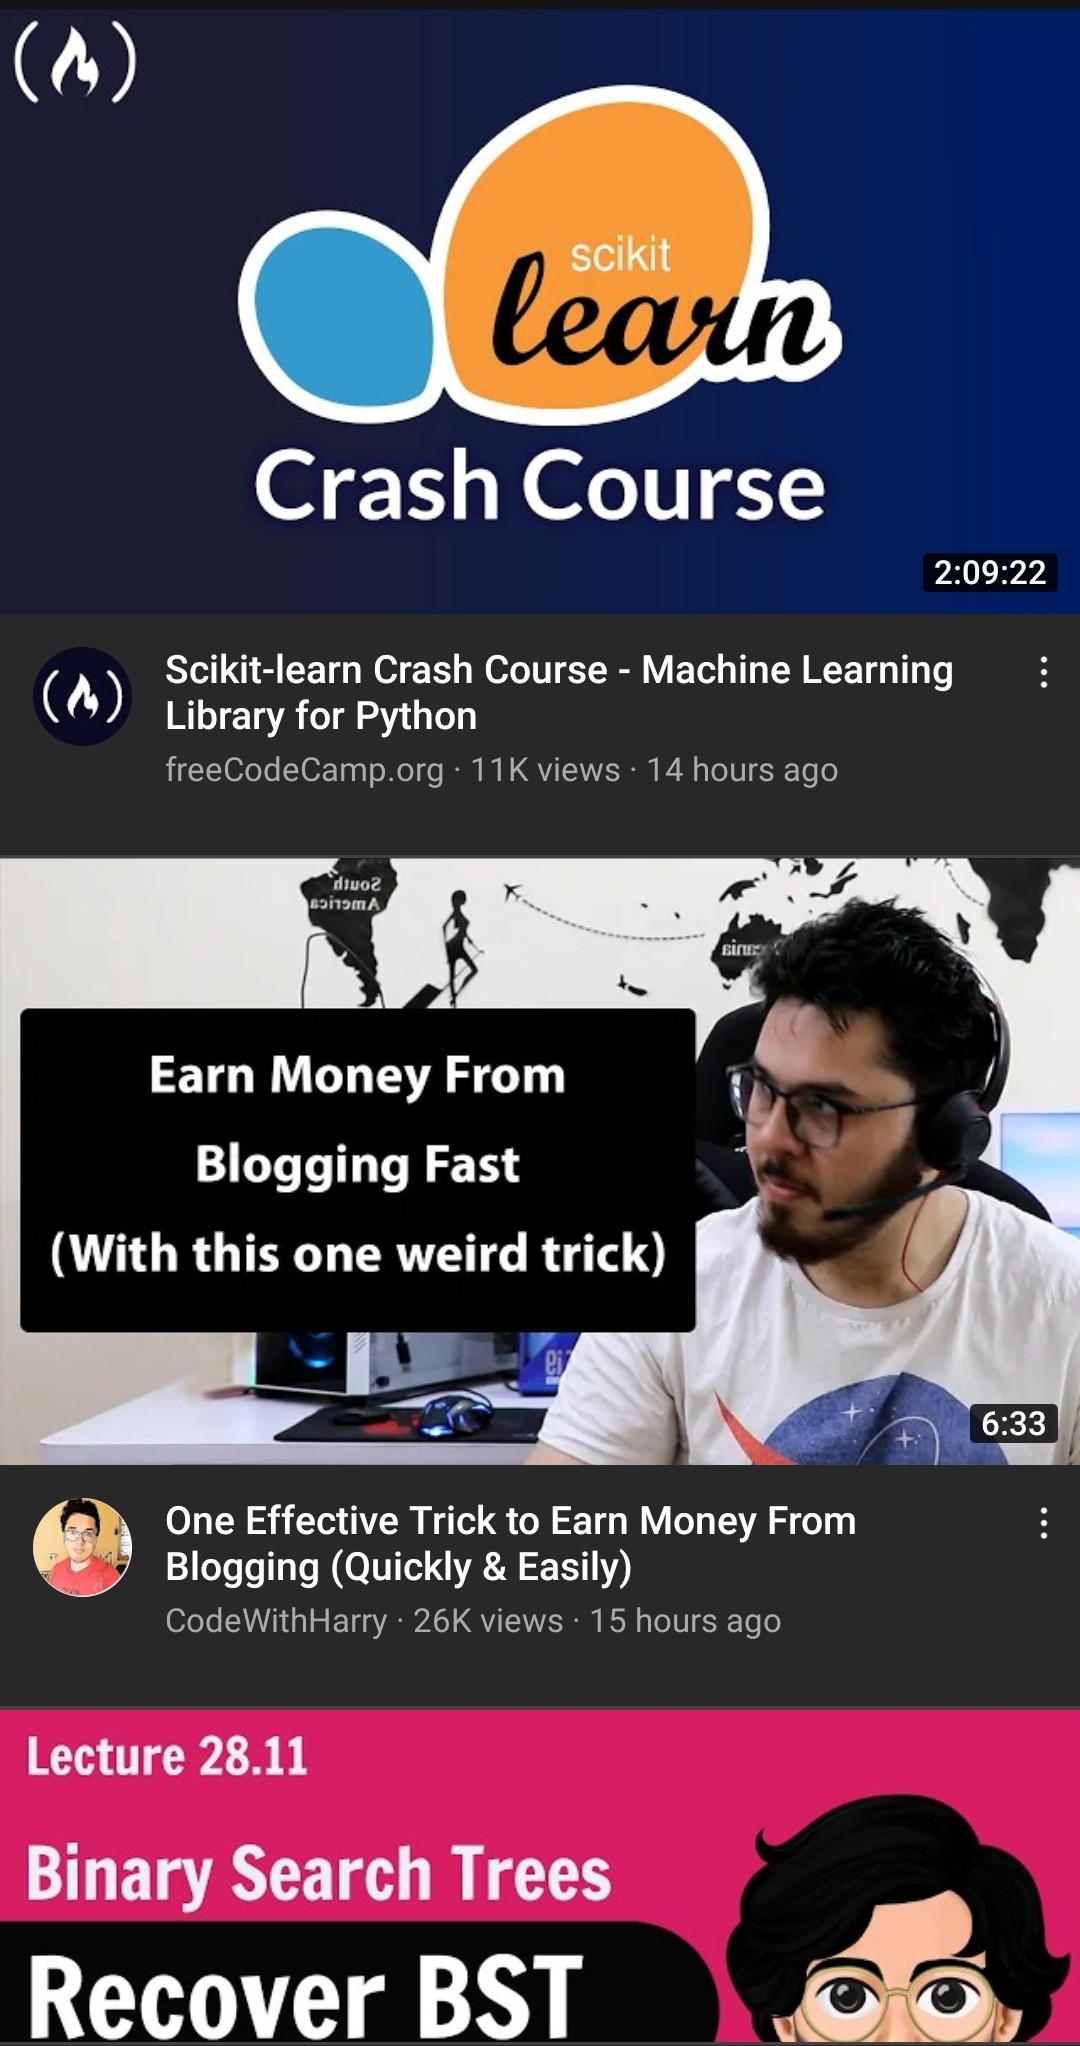 scikit
learn
Crash Course
2:09:22
Scikit-learn Crash Course - Machine Learning
Library for Python
freeCodeCamp.org · 11K views · 14 hours ago
South
America
Earn Money From
Blogging Fast
(With this one weird trick)
6:33
One Effective Trick to Earn Money From
Blogging (Quickly & Easily)
CodeWithHarry · 26K views · 15 hours ago
Lecture 28.11
Binary Search Trees
Recover BST